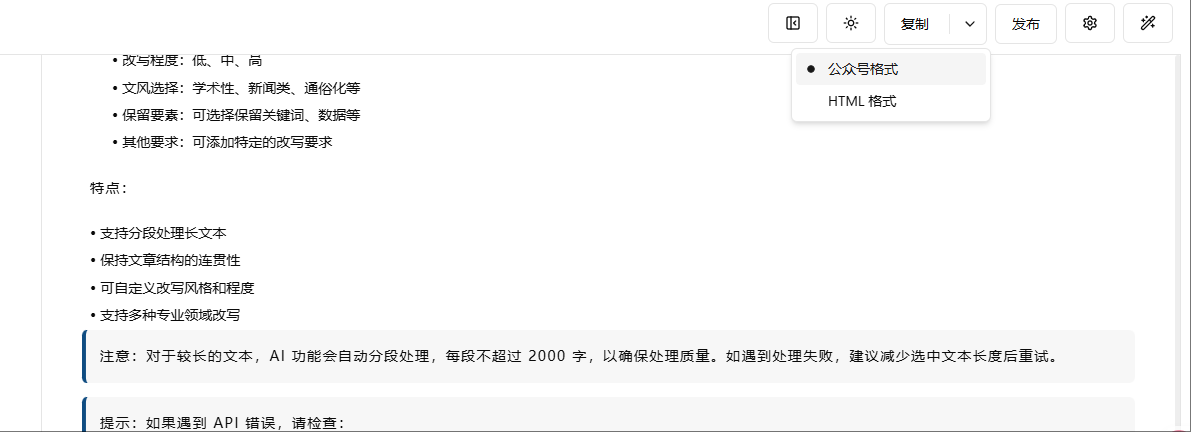 复制
发布
公众号格式
HTML 格式
• 改写程度：低、中、高
• 文风选择：学术性、新闻类、通俗化等
• 保留要素：可选择保留关键词、数据等
• 其他要求：可添加特定的改写要求
特点：
• 支持分段处理长文本
• 保持文章结构的连贯性
• 可自定义改写风格和程度
• 支持多种专业领域改写
注意：对于较长的文本，AI 功能会自动分段处理，每段不超过 2000 字，以确保处理质量。如遇到处理失败，建议减少选中文本长度后重试。
提示：如果遇到 API 错误，请检查：